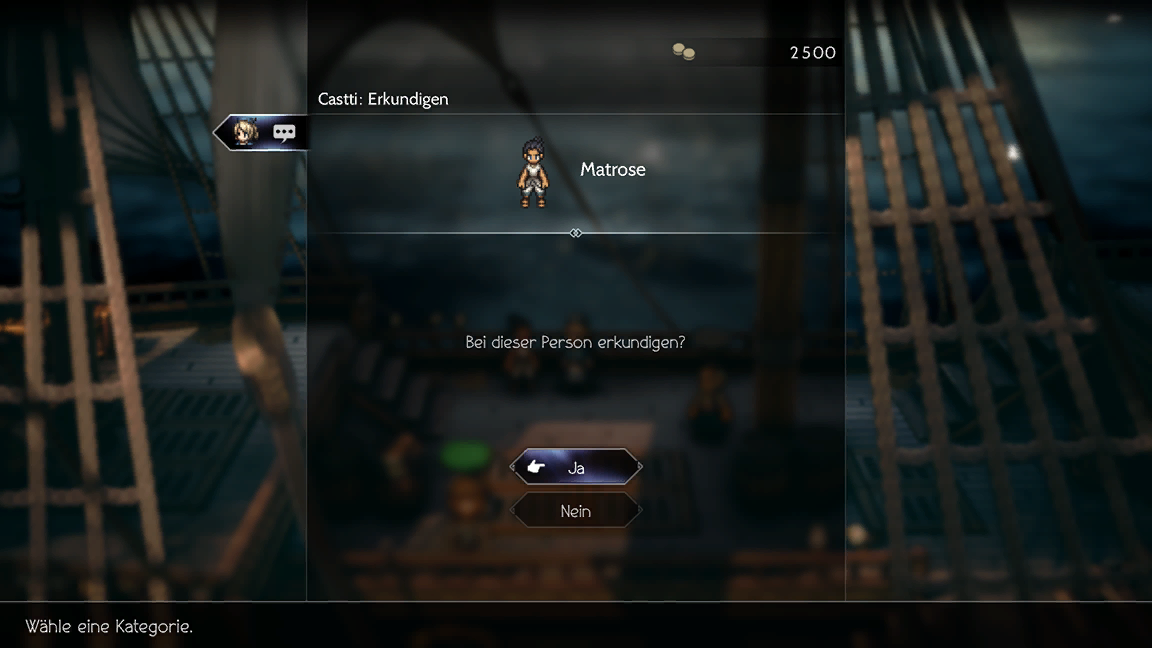 2500
Castti: Erkundigen
Matrose
Bei dieser Person erkundigen?
Ja
Nein
Wähle eine Kategorie.